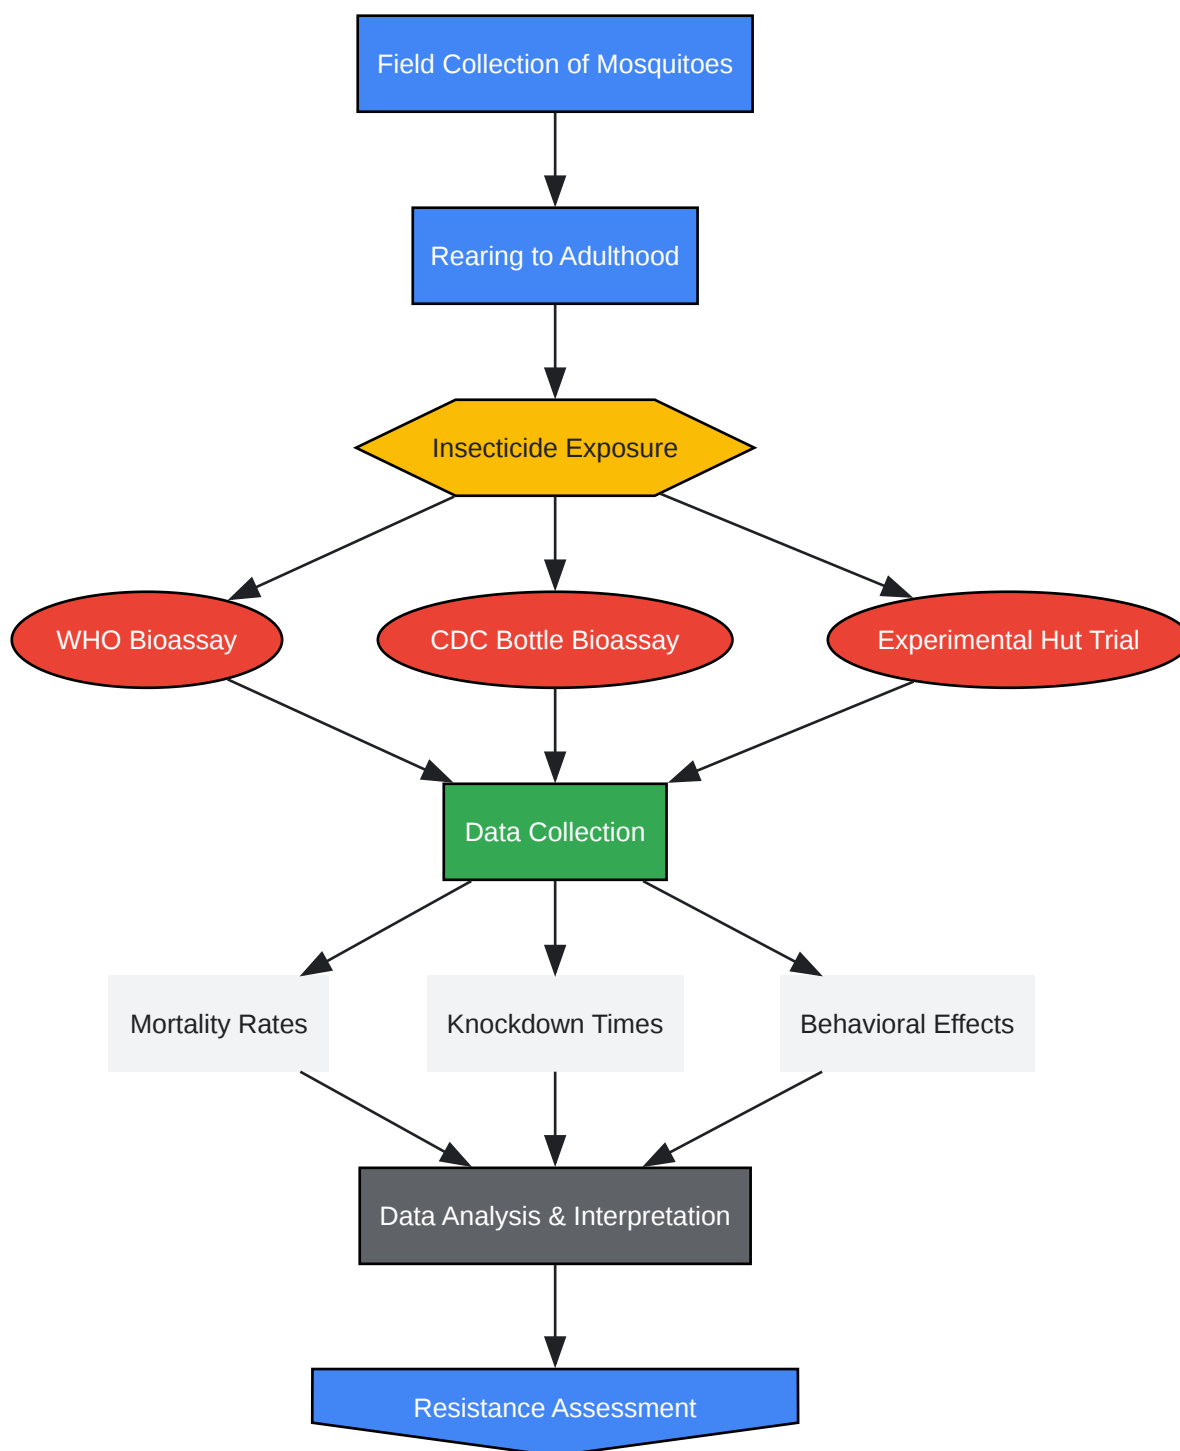 Field Collection of Mosquitoes
Rearing to Adulthood
Insecticide Exposure
WHO Bioassay
CDC Bottle Bioassay
Experimental Hut Trial
Data Collection
Mortality Rates
Knockdown Times
Behavioral Effects
Data Analysis & Interpretation
Resistance Assessment